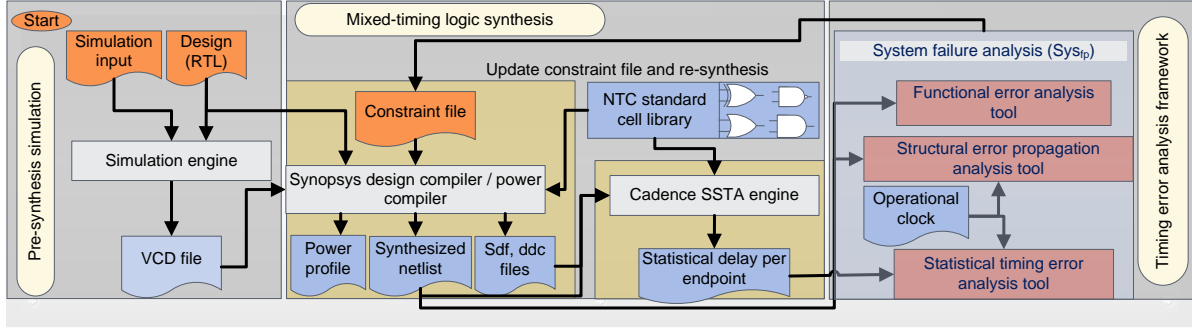 Start
Pre-synthesis simulation
Simulation
input
Design
(RTL)
Simulation engine
VCD file
Mixed-timing logic synthesis
Update constraint file and re-synthesis
Constraint file
NTC standard
cell library
Synopsys design compiler / power
compiler
Cadence SSTA engine
Power
profile
Synthesized
netlist
Sdf, ddc
files
Statistical delay per
endpoint
System failure analysis (Sysfp)
Functional error analysis
tool
Structural error propagation
analysis tool
Operational
clock
Statistical timing error
analysis tool
Timing error analysis framework